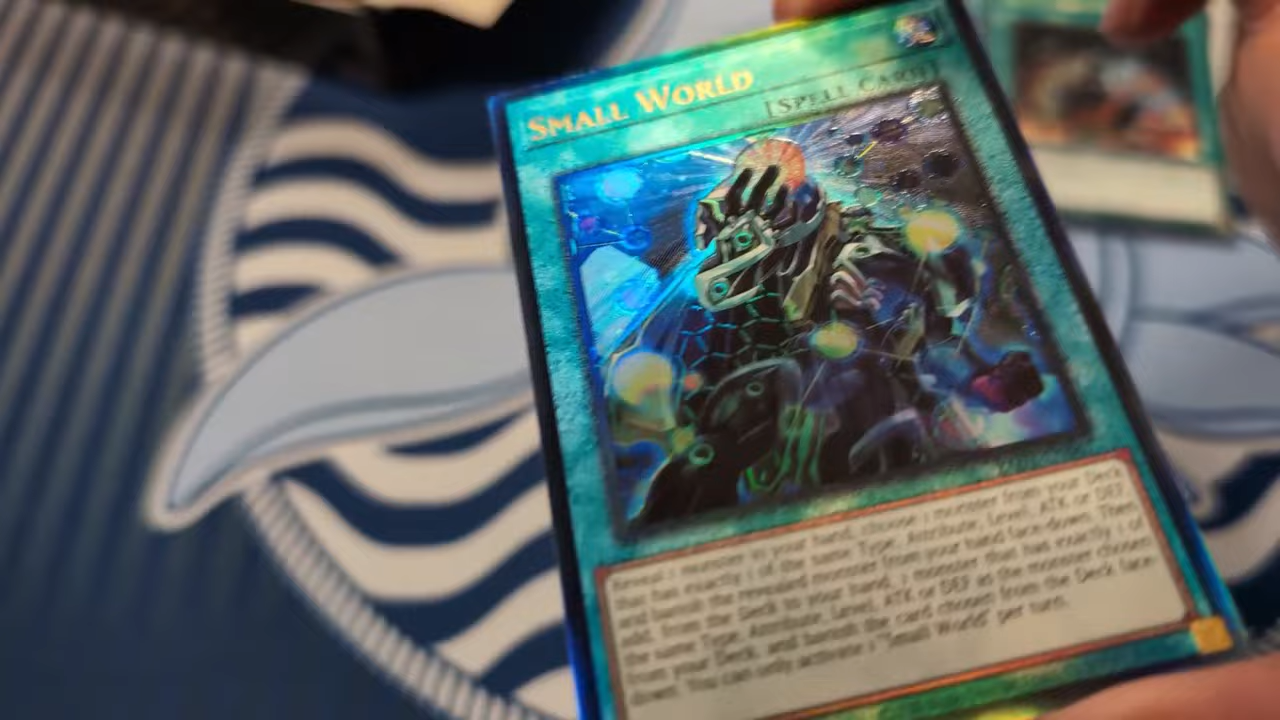 SMALL WORLD
[SPELL CARD]
Reveal 1 monster in your hand, choose 1 monster from your Deck
that has exactly 1 of the same Type, Attribute, Level, ATK or DEF,
and banish the revealed monster from your hand face-down. Then
add, from the Deck to your hand, 1 monster that has exactly 1 of
the same Type, Attribute, Level, ATK or DEF as the monster chosen
from your Deck, and banish the card chosen from the Deck face-
down. You can only activate 1 "Small World" per turn.